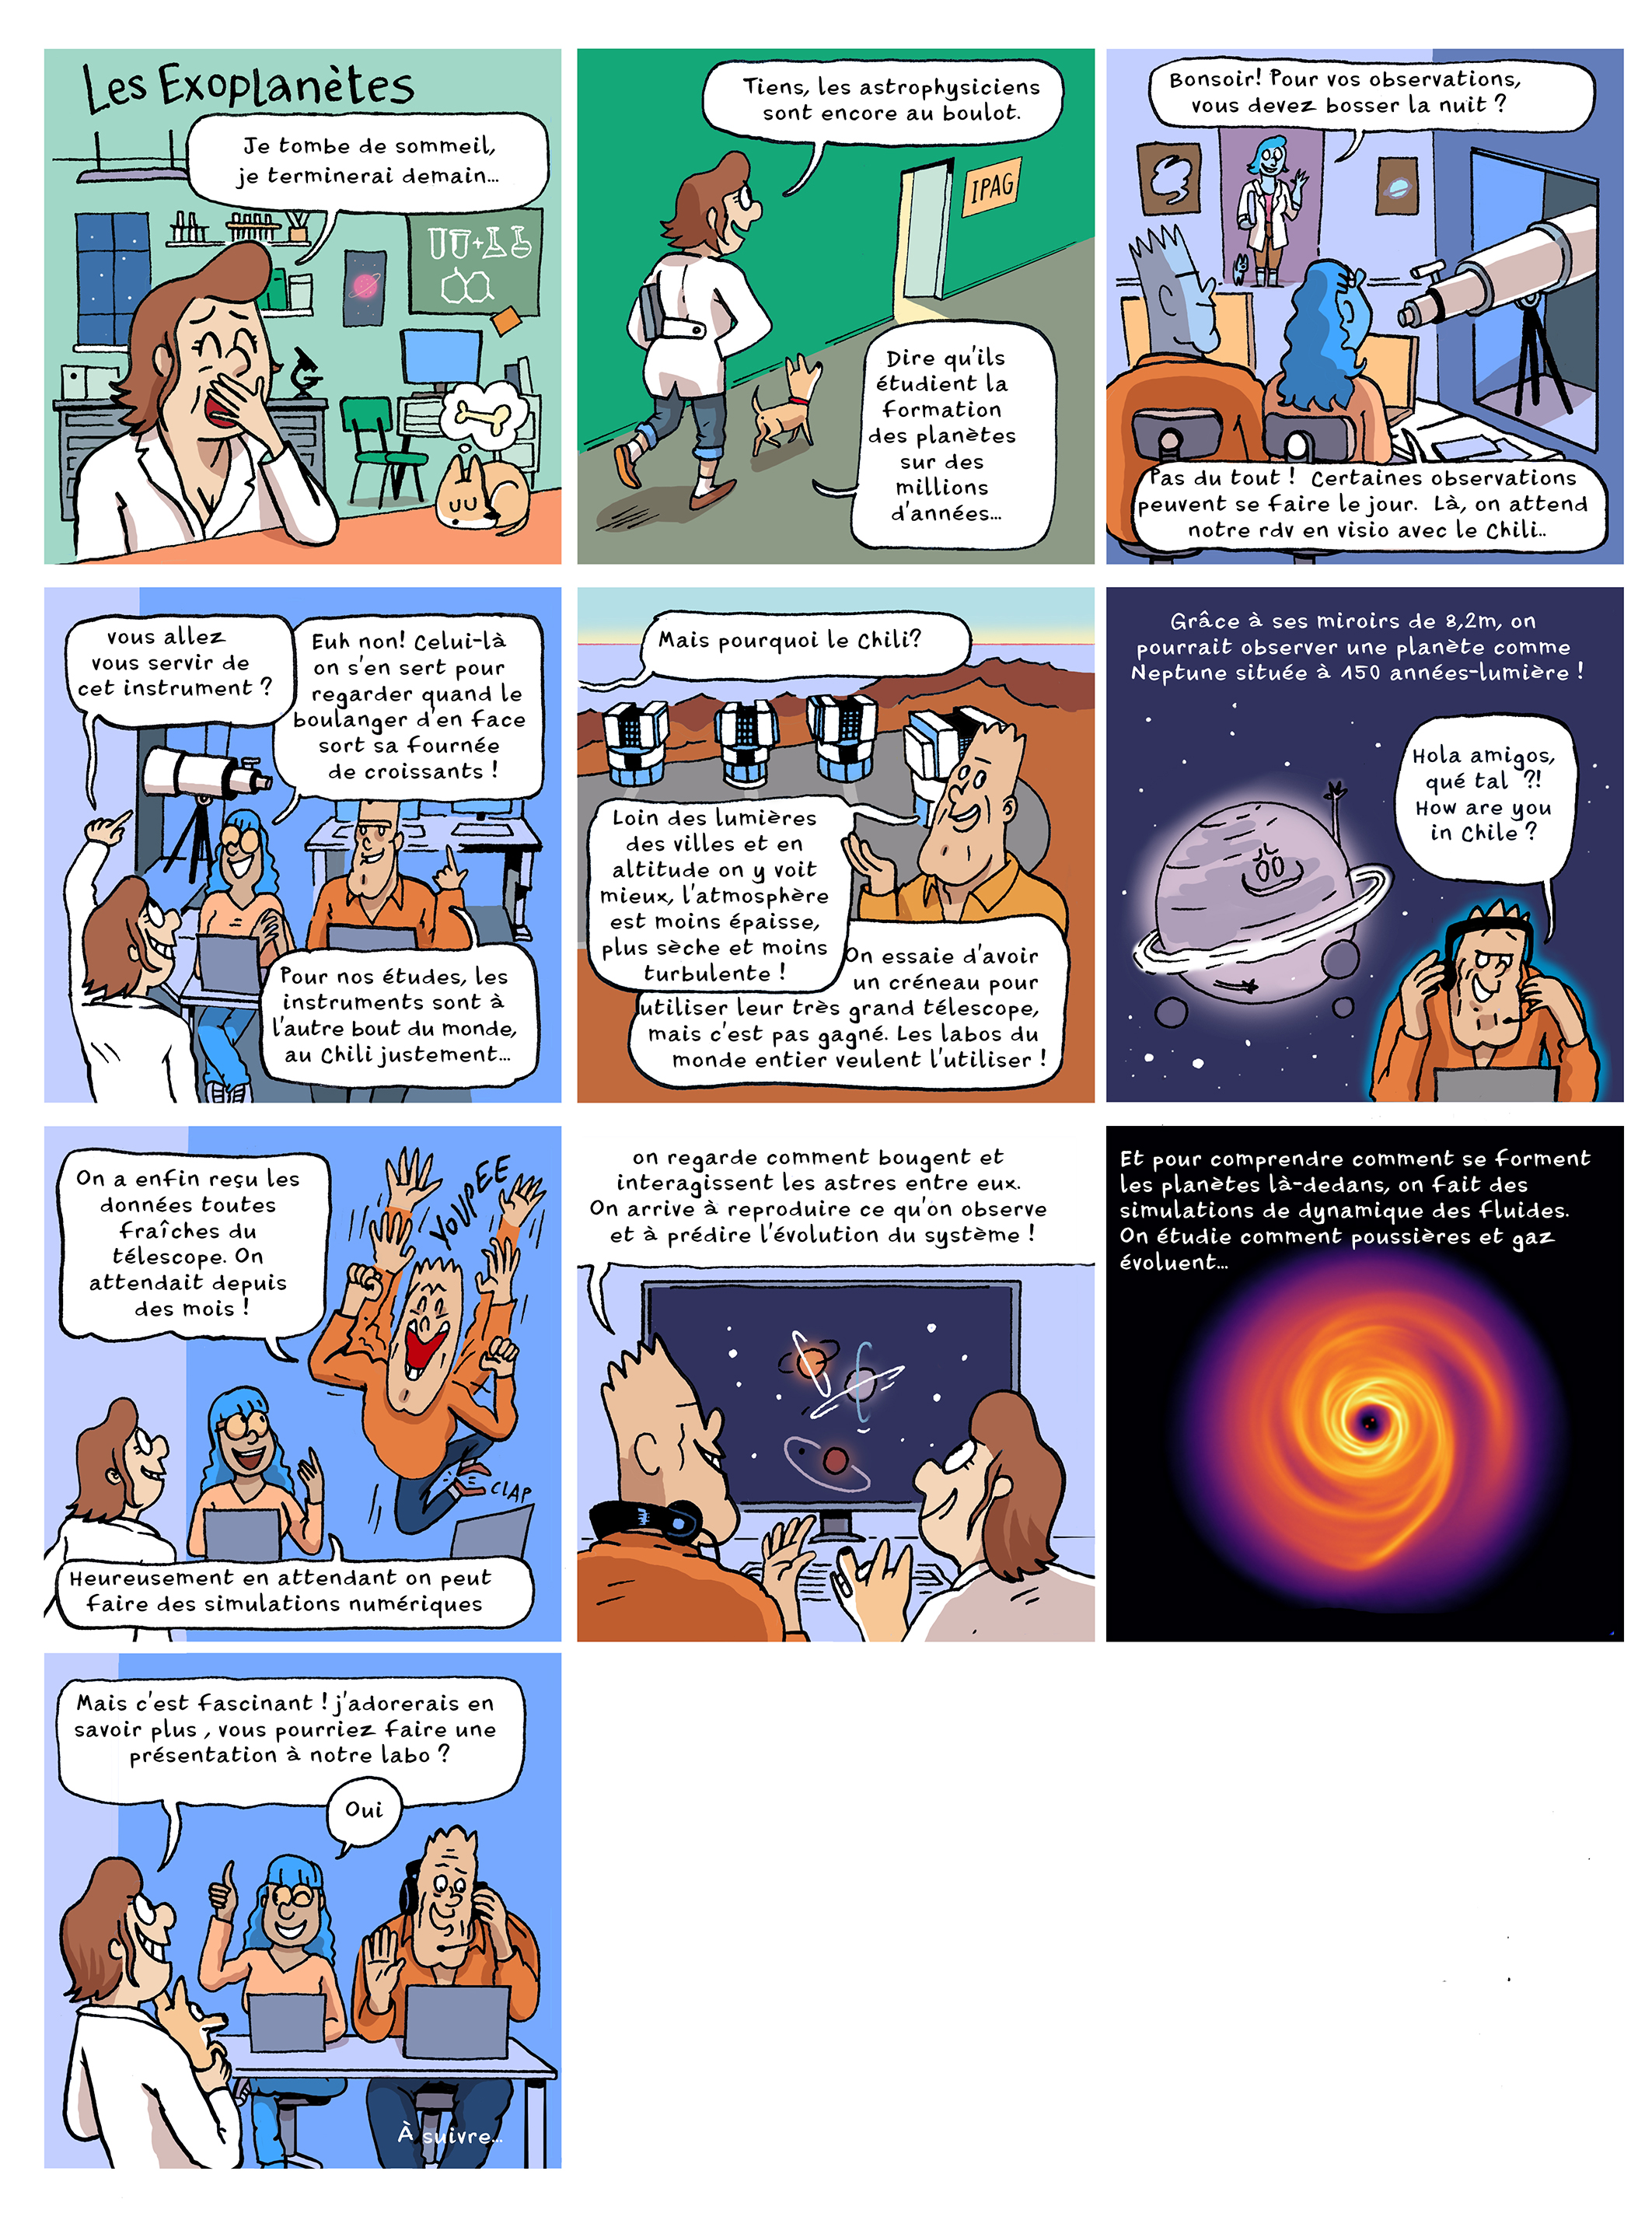 Les Exoplanètes
Je tombe de sommeil,
je terminerai demain...
Tiens, les astrophysiciens
sont encore au boulot.
IPAG
Dire qu'ils
étudient la
formation
des planètes
sur des
millions
d'années...
Bonsoir! Pour vos observations,
vous devez bosser la nuit ?
Pas du tout ! Certaines observations
peuvent se faire le jour. Là, on attend
notre rdv en visio avec le Chili..
vous allez
vous servir de
cet instrument ?
Euh non! Celui-là
on s'en sert pour
regarder quand le
boulanger d'en face
sort sa fournée
de croissants !
Pour nos études, les
instruments sont à
l'autre bout du monde,
au Chili justement...
Mais pourquoi le Chili?
Loin des lumières
des villes et en
altitude on y voit
mieux, l'atmosphère
est moins épaisse,
plus sèche et moins
turbulente !
On essaie d'avoir
un créneau pour
utiliser leur très grand télescope,
mais c'est pas gagné. Les labos du
monde entier veulent l'utiliser !
Grâce à ses miroirs de 8,2m, on
pourrait observer une planète comme
Neptune située à 150 années-lumière !
Hola amigos,
qué tal ?!
How are you
in Chile ?
On a enfin reçu les
données toutes
fraîches du
télescope. On
attendait depuis
des mois !
YOUPEE
CLAP
Heureusement en attendant on peut
faire des simulations numériques
on regarde comment bougent et
interagissent les astres entre eux.
On arrive à reproduire ce qu'on observe
et à prédire l'évolution du système !
Et pour comprendre comment se forment
les planètes là-dedans, on fait des
simulations de dynamique des fluides.
On étudie comment poussières et gaz
évoluent...
Mais c'est fascinant ! j'adorerais en
savoir plus , vous pourriez faire une
présentation à notre labo ?
Oui
À suivre...